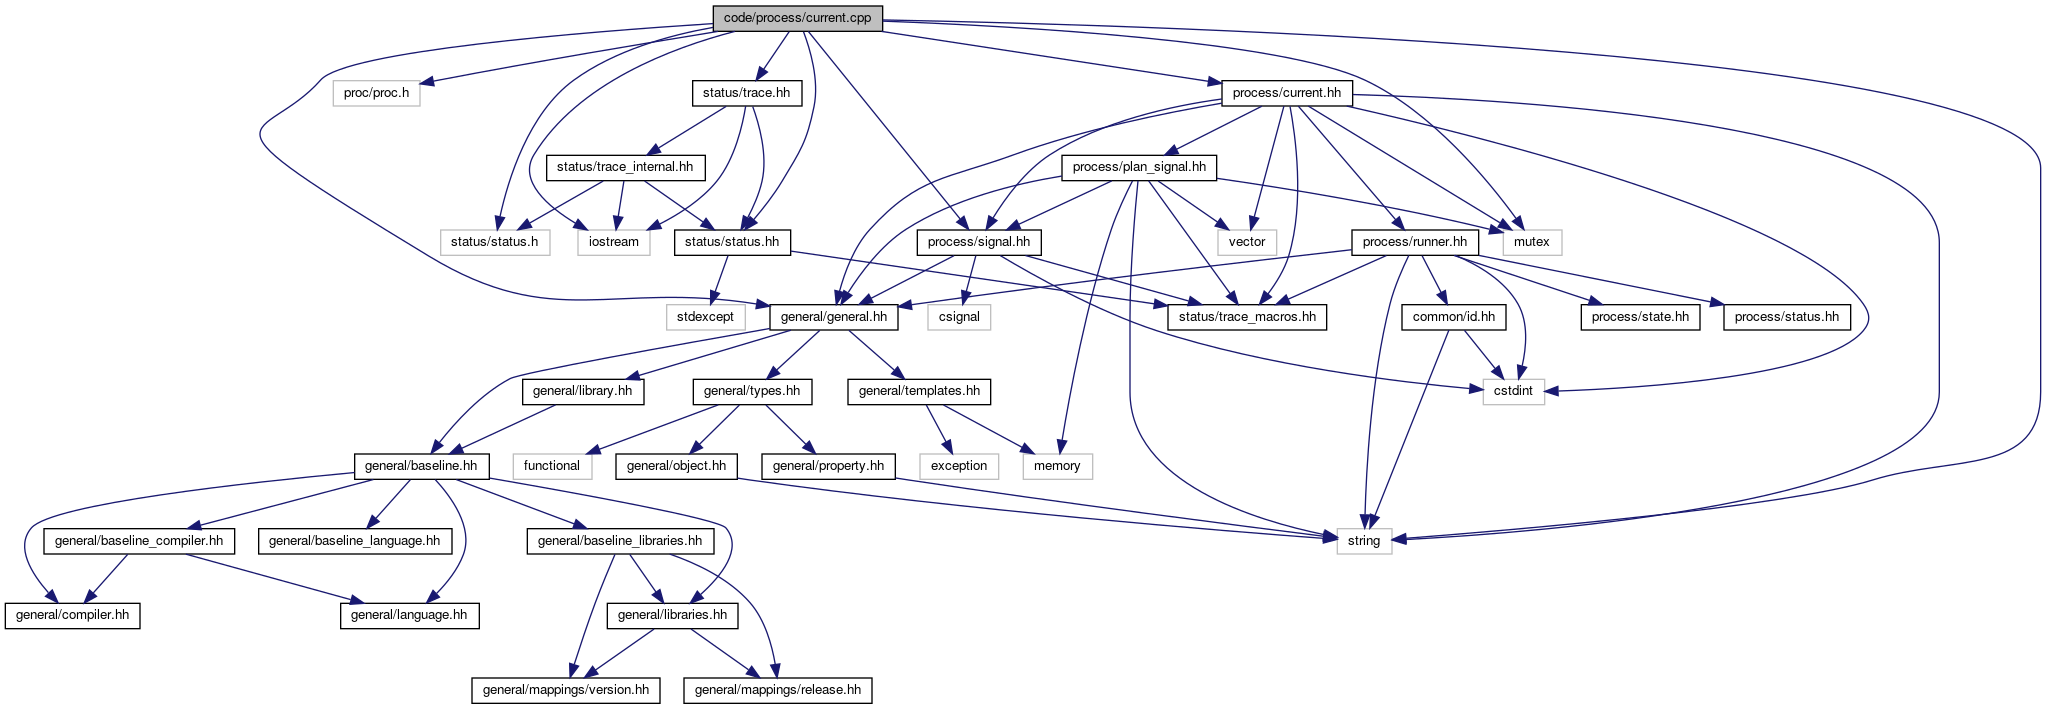 code/process/current.cpp
proc/proc.h
status/trace.hh
process/current.hh
status/trace_internal.hh
process/plan_signal.hh
status/status.h
iostream
status/status.hh
process/signal.hh
vector
process/runner.hh
mutex
stdexcept
general/general.hh
csignal
status/trace_macros.hh
common/id.hh
process/state.hh
process/status.hh
general/library.hh
general/types.hh
general/templates.hh
cstdint
general/baseline.hh
functional
general/object.hh
general/property.hh
exception
memory
general/baseline_compiler.hh
general/baseline_language.hh
general/baseline_libraries.hh
string
general/compiler.hh
general/language.hh
general/libraries.hh
general/mappings/version.hh
general/mappings/release.hh